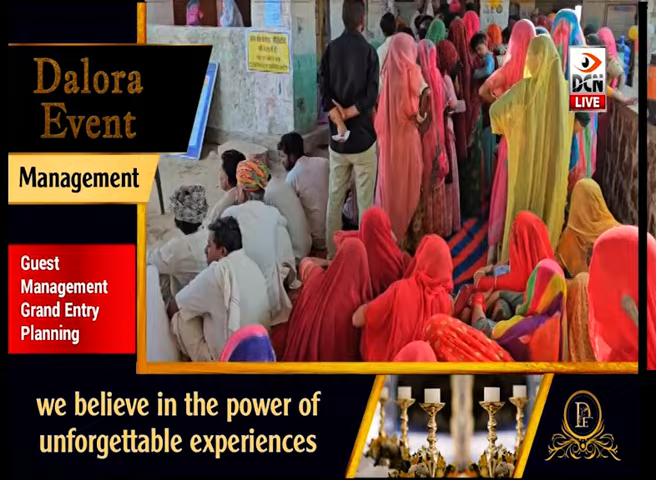 Dalora
Event
Management
Guest
Management
Grand Entry
Planning
DCN
LIVE
we believe in the power of
unforgettable experiences